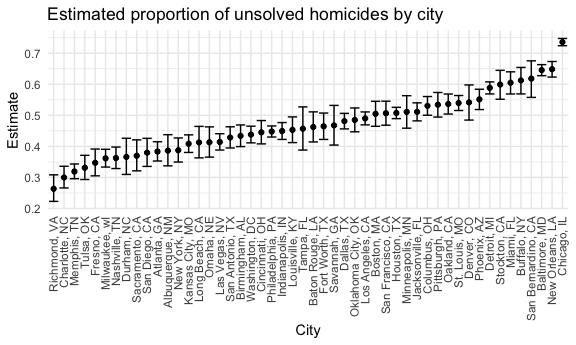 Estimated proportion of unsolved homicides by city
Estimate
0.7
0.6
0.5
0.4
0.3
0.2
Richmond, VA
Charlotte, NC
Memphis, TN
Tulsa, OK
Fresno, CA
Milwaukee, wI
Nashville, TN
Durham, NC
Sacramento, CA
San Diego, CA
Atlanta, GA
Albuquerque, NM
New York, NY
Kansas City, MO
Long Beach, CA
Omaha, NE
Las Vegas, NV
San Antonio, TX
Birmingham, AL
Washington, DC
Cincinnati, OH
Philadelphia, PA
Indianapolis, IN
Louisville, KY
Tampa, FL
Baton Rouge, LA
Fort Worth, TX
Savannah, GA
Dallas, TX
Oklahoma City, OK
Los Angeles, CA
Boston, MA
San Francisco, CA
Houston, TX
Minneapolis, MN
Jacksonville, FL
Columbus, OH
Pittsburgh, PA
Oakland, CA
St. Louis, MO
Denver, CO
Phoenix, AZ
Detroit, MI
Stockton, CA
Miami, FL
Buffalo, NY
San Bernardino, CA
Baltimore, MD
New Orleans, LA
Chicago, IL
City